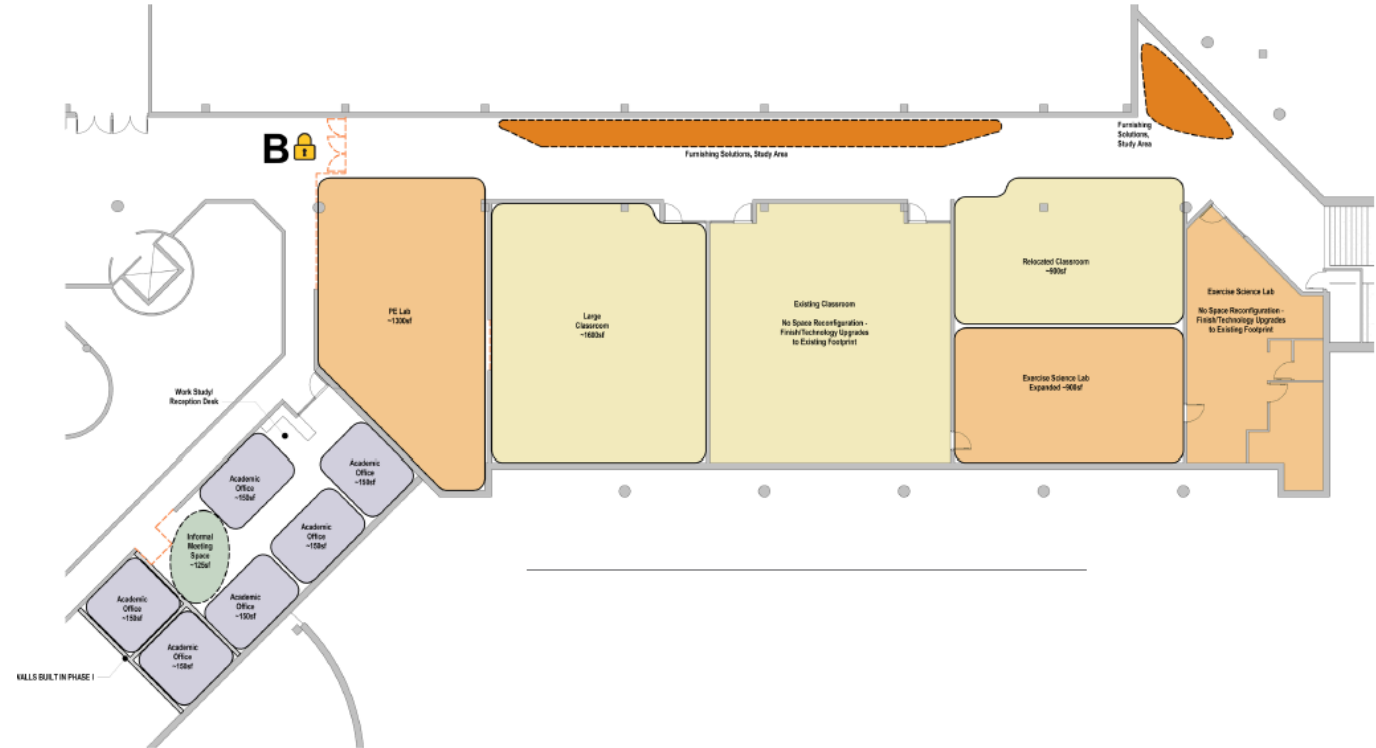 B
Furnishing Solutions, Study Area
Furnishing
Solutions,
Study Area
PE Lab
~1300sf
Large
Classroom
~1600sf
Existing Classroom
No Space Reconfiguration -
Finish/Technology Upgrades
to Existing Footprint
Relocated Classroom
~900sf
Exercise Science Lab
Expanded ~900sf
Exercise Science Lab
No Space Reconfiguration -
Finish/Technology Upgrades
to Existing Footprint
Work Study/
Reception Desk
Academic
Office
~150sf
Academic
Office
~150sf
Academic
Office
~150sf
Informal
Meeting
Space
~125sf
Academic
Office
~150sf
Academic
Office
~150sf
Academic
Office
~150sf
WALLS BUILT IN PHASE I